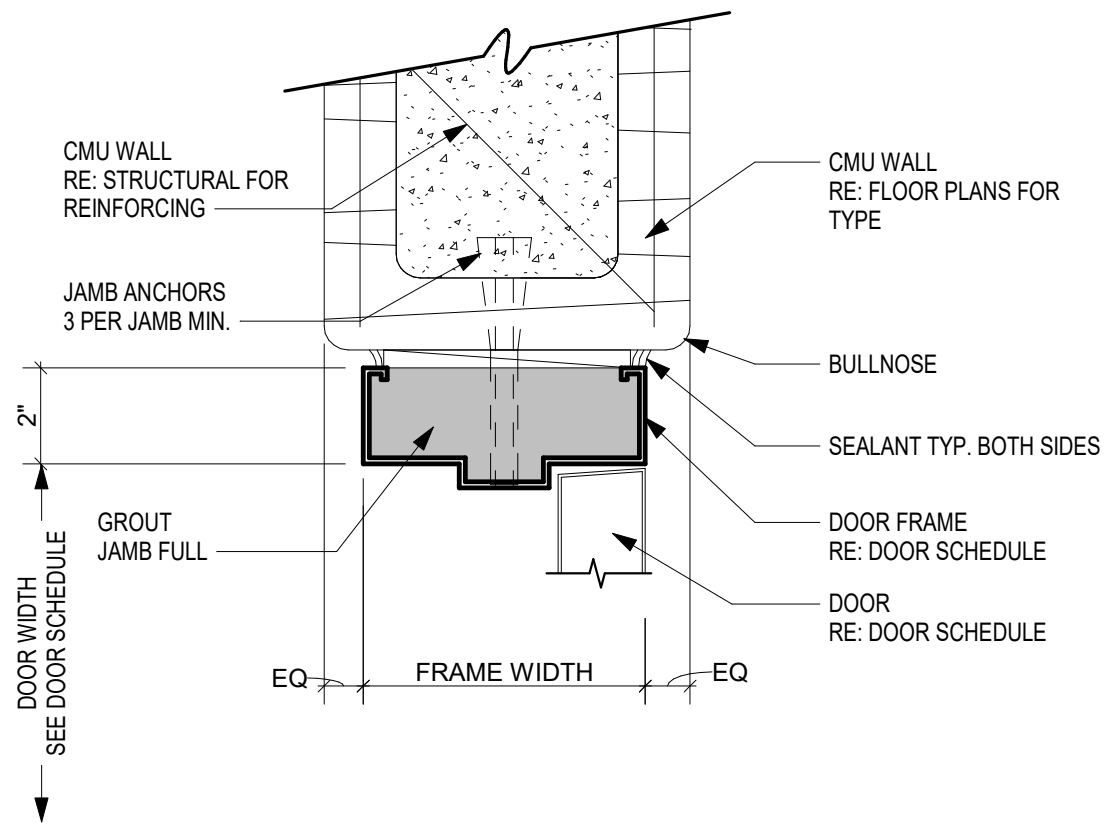 CMU WALL
RE: STRUCTURAL FOR
REINFORCING
JAMB ANCHORS
3 PER JAMB MIN.
2"
GROUT
JAMB FULL
DOOR WIDTH
SEE DOOR SCHEDULE
CMU WALL
RE: FLOOR PLANS FOR
TYPE
BULLNOSE
SEALANT TYP. BOTH SIDES
DOOR FRAME
RE: DOOR SCHEDULE
DOOR
RE: DOOR SCHEDULE
EQ
FRAME WIDTH
EQ